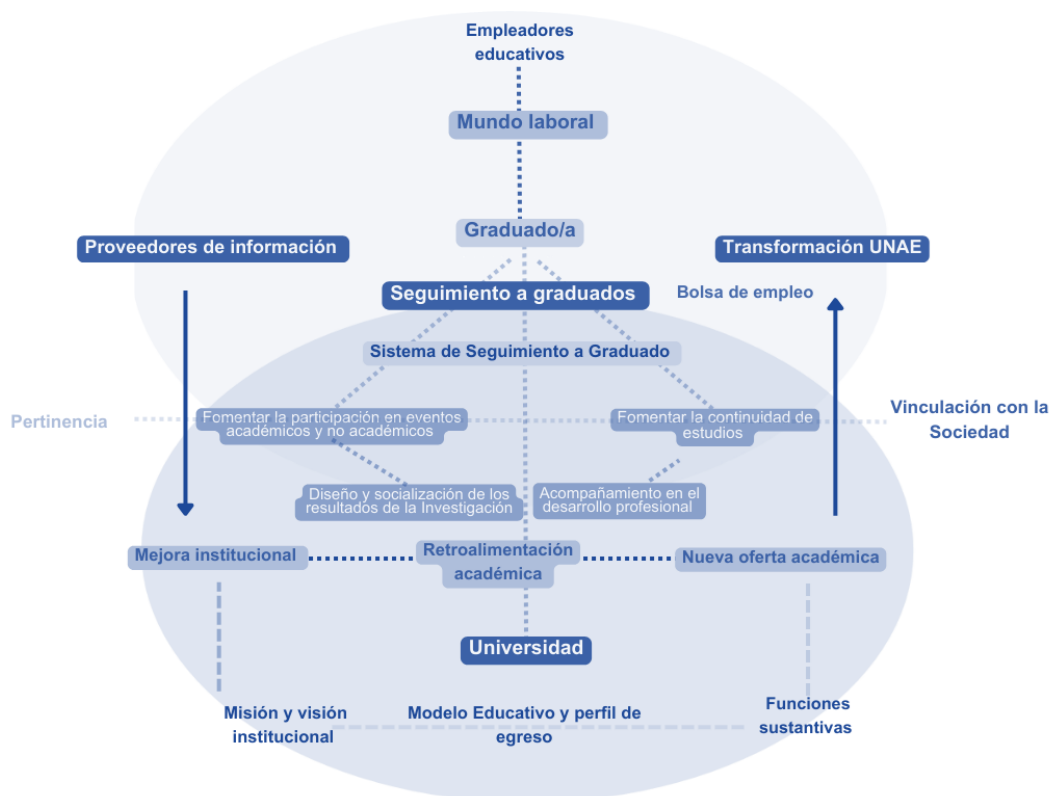 Empleadores
educativos
Mundo laboral
Graduado/a
Proveedores de información
Transformación UNAE
Seguimiento a graduados
Bolsa de empleo
Sistema de Seguimiento a Graduado
Pertinencia
Fomentar la participación en eventos
académicos y no académicos
Fomentar la continuidad de
estudios
Vinculación con la
Sociedad
Diseño y socialización de los
resultados de la Investigación
Acompañamiento en el
desarrollo profesional
Mejora institucional
Retroalimentación
académica
Nueva oferta académica
Universidad
Misión y visión
institucional
Modelo Educativo y perfil de
egreso
Funciones
sustantivas